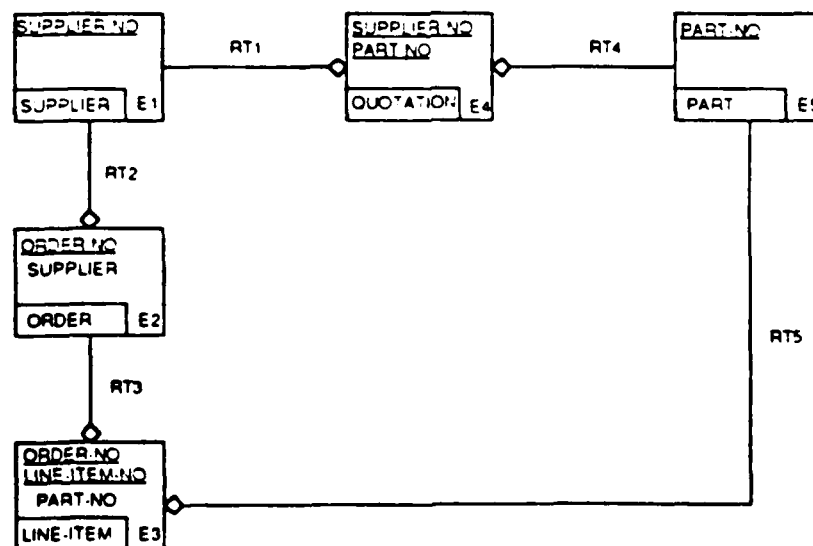 SUPPLIER-NO
SUPPLIER E1
RT1
SUPPLIER-NO
PART-NO
QUOTATION E4
RT4
PART-NO
PART E5
RT2
ORDER-NO
SUPPLIER
ORDER E2
RT3
RT5
ORDER-NO
LINE-ITEM-NO
PART-NO
LINE-ITEM E3